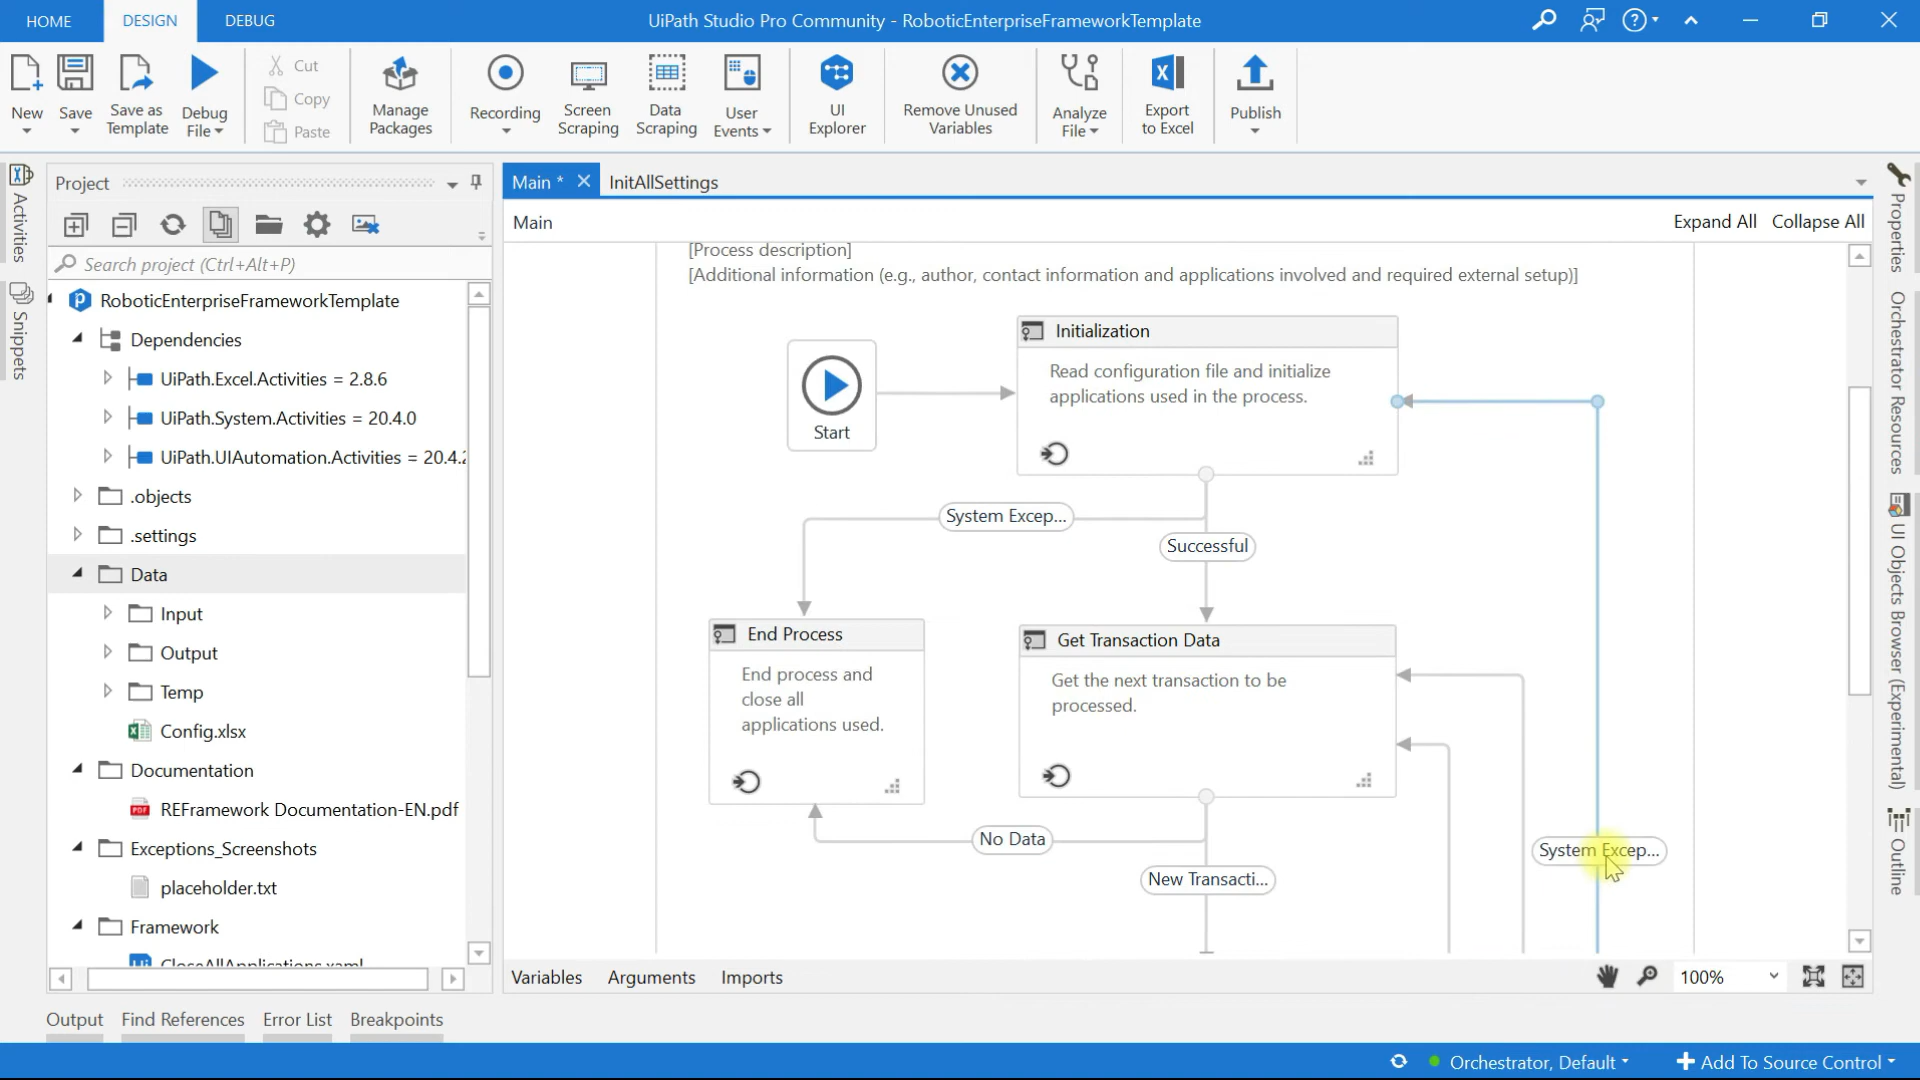 HOME
DESIGN
DEBUG
UiPath Studio Pro Community - RoboticEnterpriseFrameworkTemplate
New
Save
Save as
Template
Debug
File
Cut
Copy
Paste
Manage
Packages
Recording
Screen
Scraping
Data
Scraping
User
Events
UI
Explorer
Remove Unused
Variables
Analyze
File
Export
to Excel
Publish
Activities
Snippets
Project
Search project (Ctrl+Alt+P)
RoboticEnterpriseFrameworkTemplate
Dependencies
UiPath.Excel.Activities = 2.8.6
UiPath.System.Activities = 20.4.0
UiPath.UIAutomation.Activities = 20.4.2
.objects
.settings
Data
Input
Output
Temp
Config.xlsx
Documentation
REFramework Documentation-EN.pdf
Exceptions_Screenshots
placeholder.txt
Framework
CloseAllApplications.xaml
Main *
InitAllSettings
Main
Expand All
Collapse All
[Process description]
[Additional information (e.g., author, contact information and applications involved and required external setup)]
Start
Initialization
Read configuration file and initialize
applications used in the process.
System Excep...
Successful
End Process
End process and
close all
applications used.
Get Transaction Data
Get the next transaction to be
processed.
No Data
New Transacti...
System Excep...
Variables
Arguments
Imports
100%
Properties
Orchestrator Resources
UI Objects Browser (Experimental)
Outline
Output
Find References
Error List
Breakpoints
Orchestrator, Default
Add To Source Control